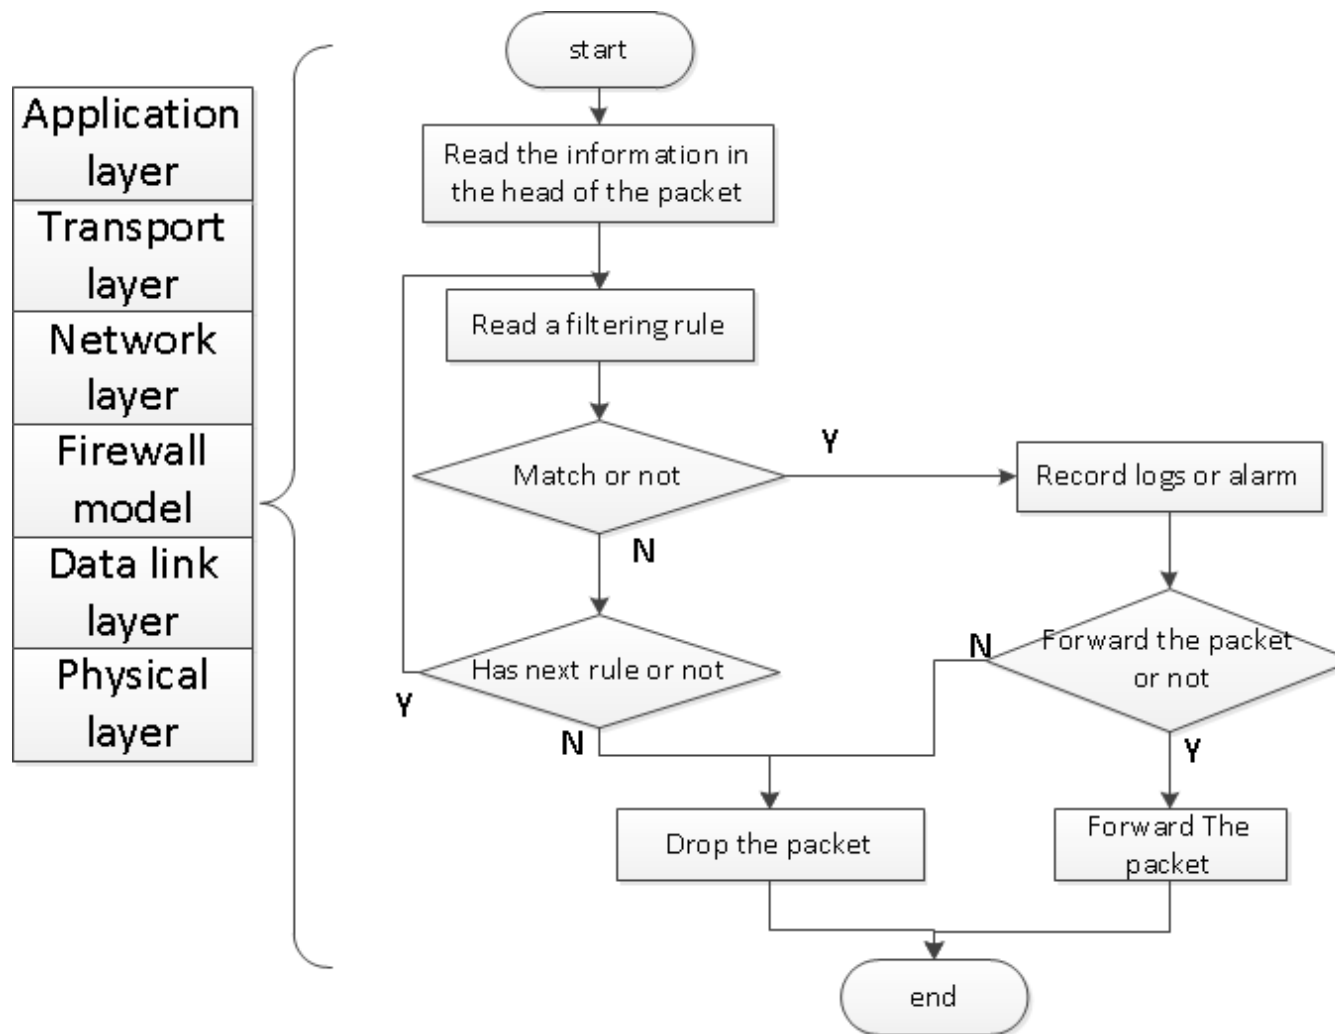 Application
layer
Transport
layer
Network
layer
Firewall
model
Data link
layer
Physical
layer
start
Read the information in
the head of the packet
Read a filtering rule
Match or not
Y
Record logs or alarm
N
Has next rule or not
Y
N
N
Forward the packet
or not
Y
Drop the packet
Forward The
packet
end